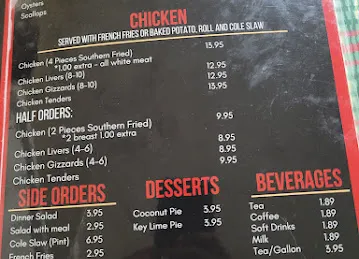 Oysters
Scallops
CHICKEN
SERVED WITH FRENCH FRIES OR BAKED POTATO, ROLL AND COLE SLAW
Chicken (4 Pieces Southern Fried) 13.95
*1.00 extra - all white meat
Chicken Livers (8-10) 12.95
Chicken Gizzards (8-10) 12.95
Chicken Tenders 13.95
HALF ORDERS:
Chicken (2 Pieces Southern Fried) 9.95
*2 breast 1.00 extra
Chicken Livers (4-6) 8.95
Chicken Gizzards (4-6) 8.95
Chicken Tenders 9.95
SIDE ORDERS
Dinner Salad 3.95
Salad with meal 2.95
Cole Slaw (Pint) 6.95
French Fries 2.95
DESSERTS
Coconut Pie 3.95
Key Lime Pie 3.95
BEVERAGES
Tea 1.89
Coffee 1.89
Soft Drinks 1.89
Milk 1.89
Tea/Gallon 3.95